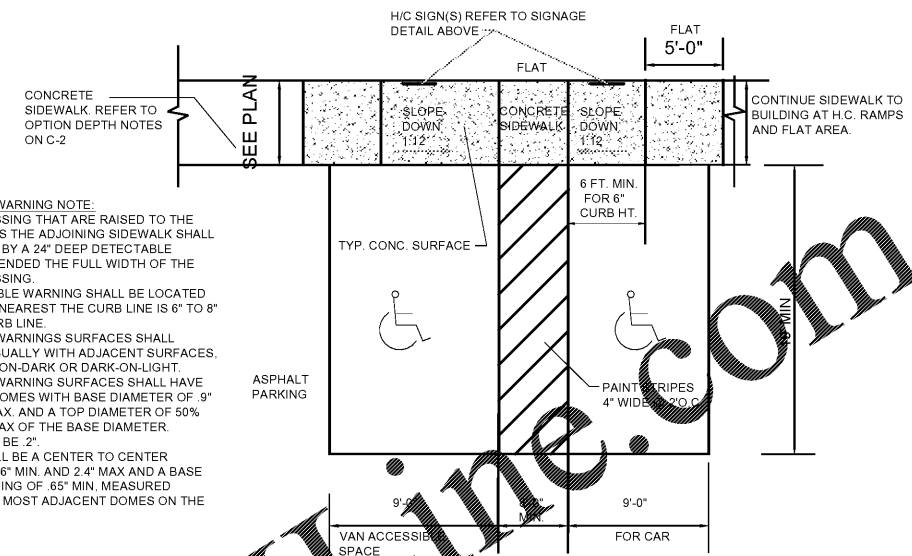 H/C SIGN(S) REFER TO SIGNAGE
DETAIL ABOVE
FLAT
5'-0"
FLAT
CONCRETE
SIDEWALK. REFER TO
OPTION DEPTH NOTES
ON C-2
SEE PLAN
SLOPE
DOWN
1:12
CONCRETE
SIDEWALK
SLOPE
DOWN
1:12
CONTINUE SIDEWALK TO
BUILDING AT H.C. RAMPS
AND FLAT AREA.
6 FT. MIN.
FOR 6"
CURB HT.
TYP. CONC. SURFACE
WARNING NOTE:
SSING THAT ARE RAISED TO THE
S THE ADJOINING SIDEWALK SHALL
BY A 24" DEEP DETECTABLE
ENDED THE FULL WIDTH OF THE
SSING.
BLE WARNING SHALL BE LOCATED
NEAREST THE CURB LINE IS 6" TO 8"
RB LINE.
WARNINGS SURFACES SHALL
SUALLY WITH ADJACENT SURFACES,
ON-DARK OR DARK-ON-LIGHT.
WARNING SURFACES SHALL HAVE
OMES WITH BASE DIAMETER OF .9"
AX. AND A TOP DIAMETER OF 50%
AX OF THE BASE DIAMETER.
BE .2".
LL BE A CENTER TO CENTER
6" MIN. AND 2.4" MAX AND A BASE
ING OF .65" MIN, MEASURED
MOST ADJACENT DOMES ON THE
ASPHALT
PARKING
PAINT STRIPES
4" WIDE @ 2'O.C.
MIN
9'-0"
MIN.
9'-0"
VAN ACCESSIBLE
SPACE
FOR CAR
line.com